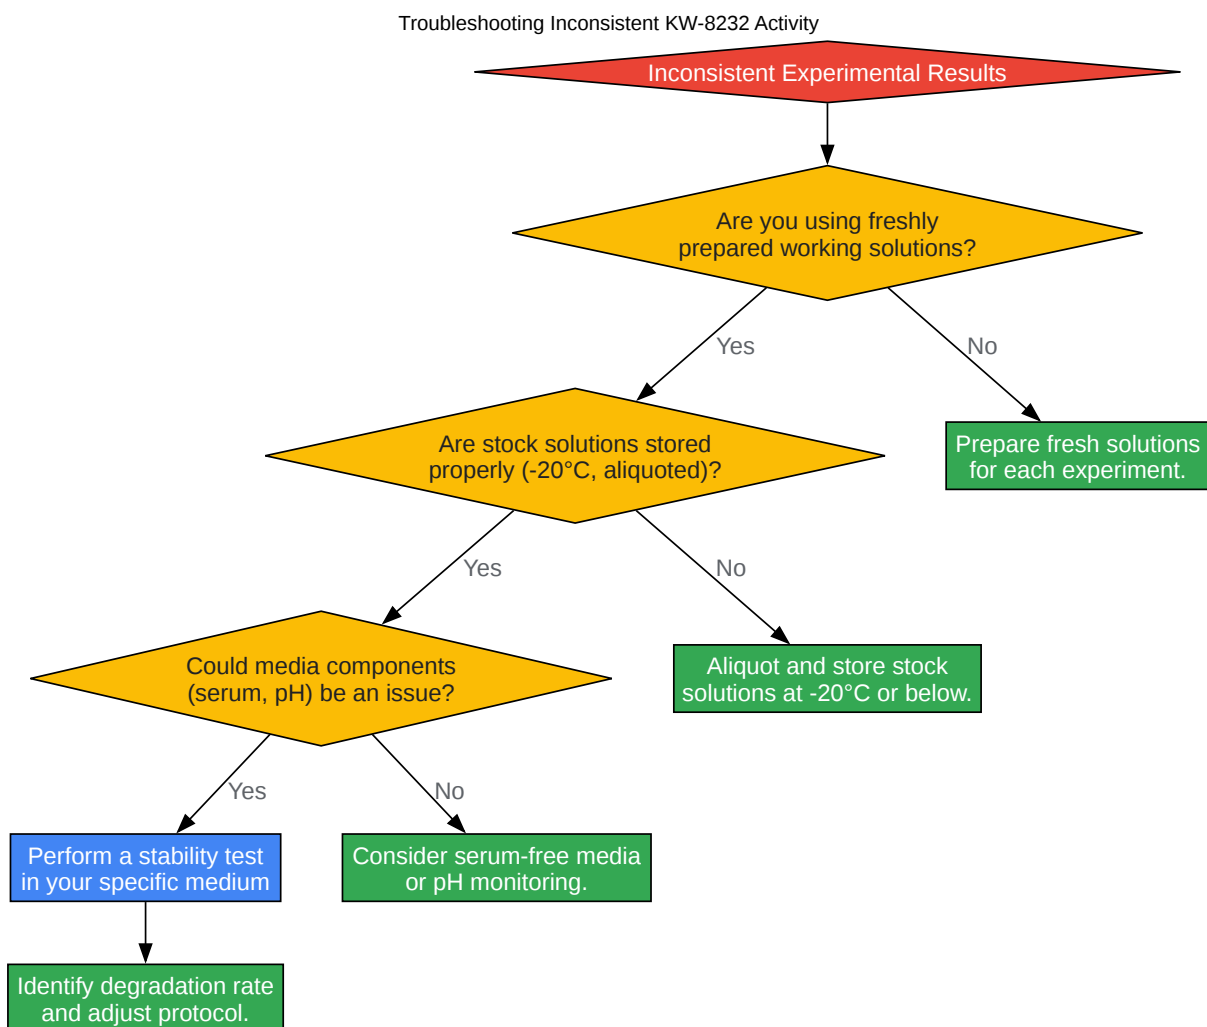 Troubleshooting Inconsistent KW-8232 Activity
Inconsistent Experimental Results
Are you using freshly
prepared working solutions?
Yes
No
Are stock solutions stored
properly (-20°C, aliquoted)?
Prepare fresh solutions
for each experiment.
Yes
No
Could media components
(serum, pH) be an issue?
Aliquot and store stock
solutions at -20°C or below.
Yes
No
Perform a stability test
in your specific medium
Consider serum-free media
or pH monitoring.
Identify degradation rate
and adjust protocol.